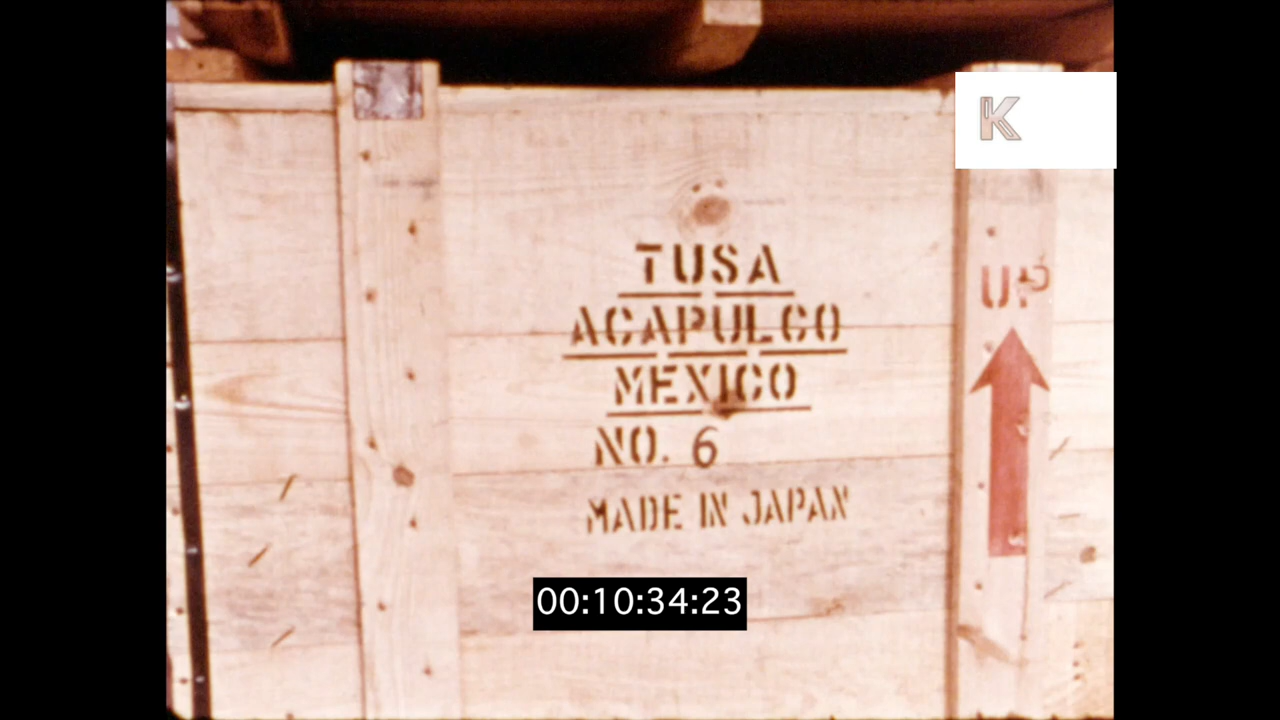 K
TUSA
ACAPULCO
MEXICO
NO. 6
MADE IN JAPAN
UP
00:10:34:23